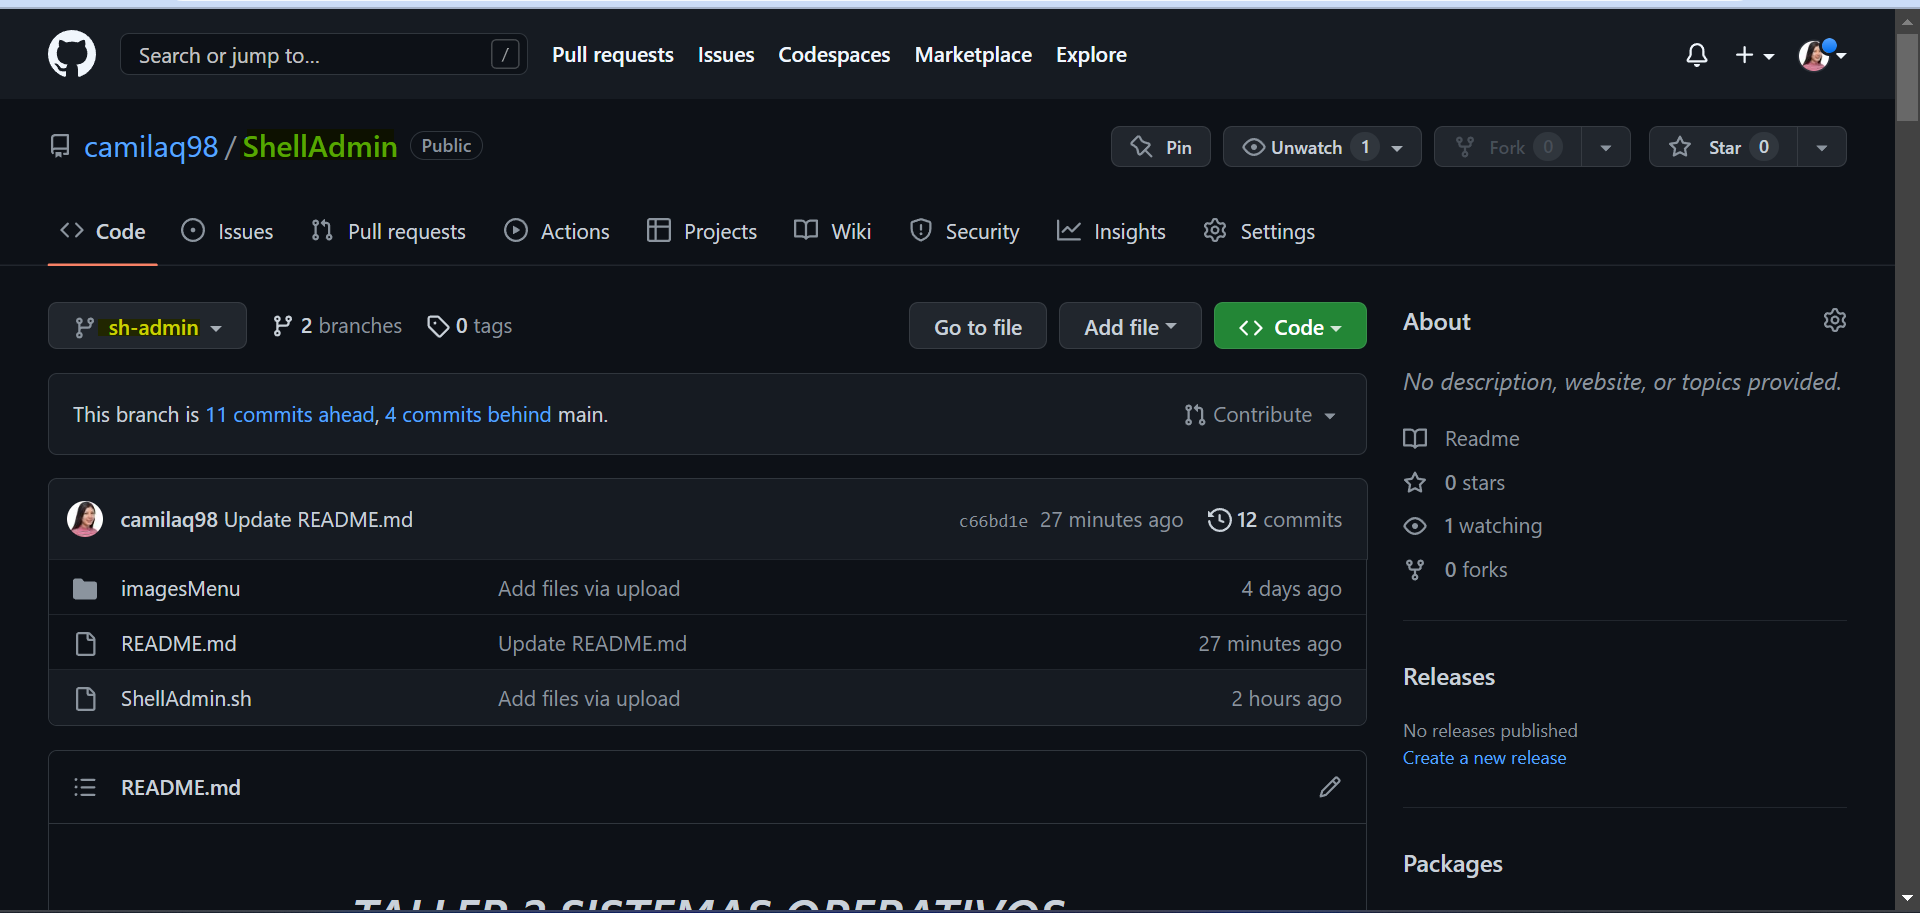 Search or jump to... / Pull requests Issues Codespaces Marketplace Explore
camilaq98 / ShellAdmin Public Pin Unwatch 1 Fork 0 Star 0
Code Issues Pull requests Actions Projects Wiki Insights Security Settings
sh-admin 2 branches 0 tags Go to file Add file Code
This branch is 11 commits ahead, 4 commits behind main. Contribute
camilaq98 Update README.md c66bd1e 27 minutes ago 12 commits
imagesMenu Add files via upload 4 days ago
README.md Update README.md 27 minutes ago
ShellAdmin.sh Add files via upload 2 hours ago
README.md
TALLER 2 SISTEMAS OPERATIVOS
About
No description, website, or topics provided.
Readme
0 stars
1 watching
0 forks
Releases
No releases published
Create a new release
Packages